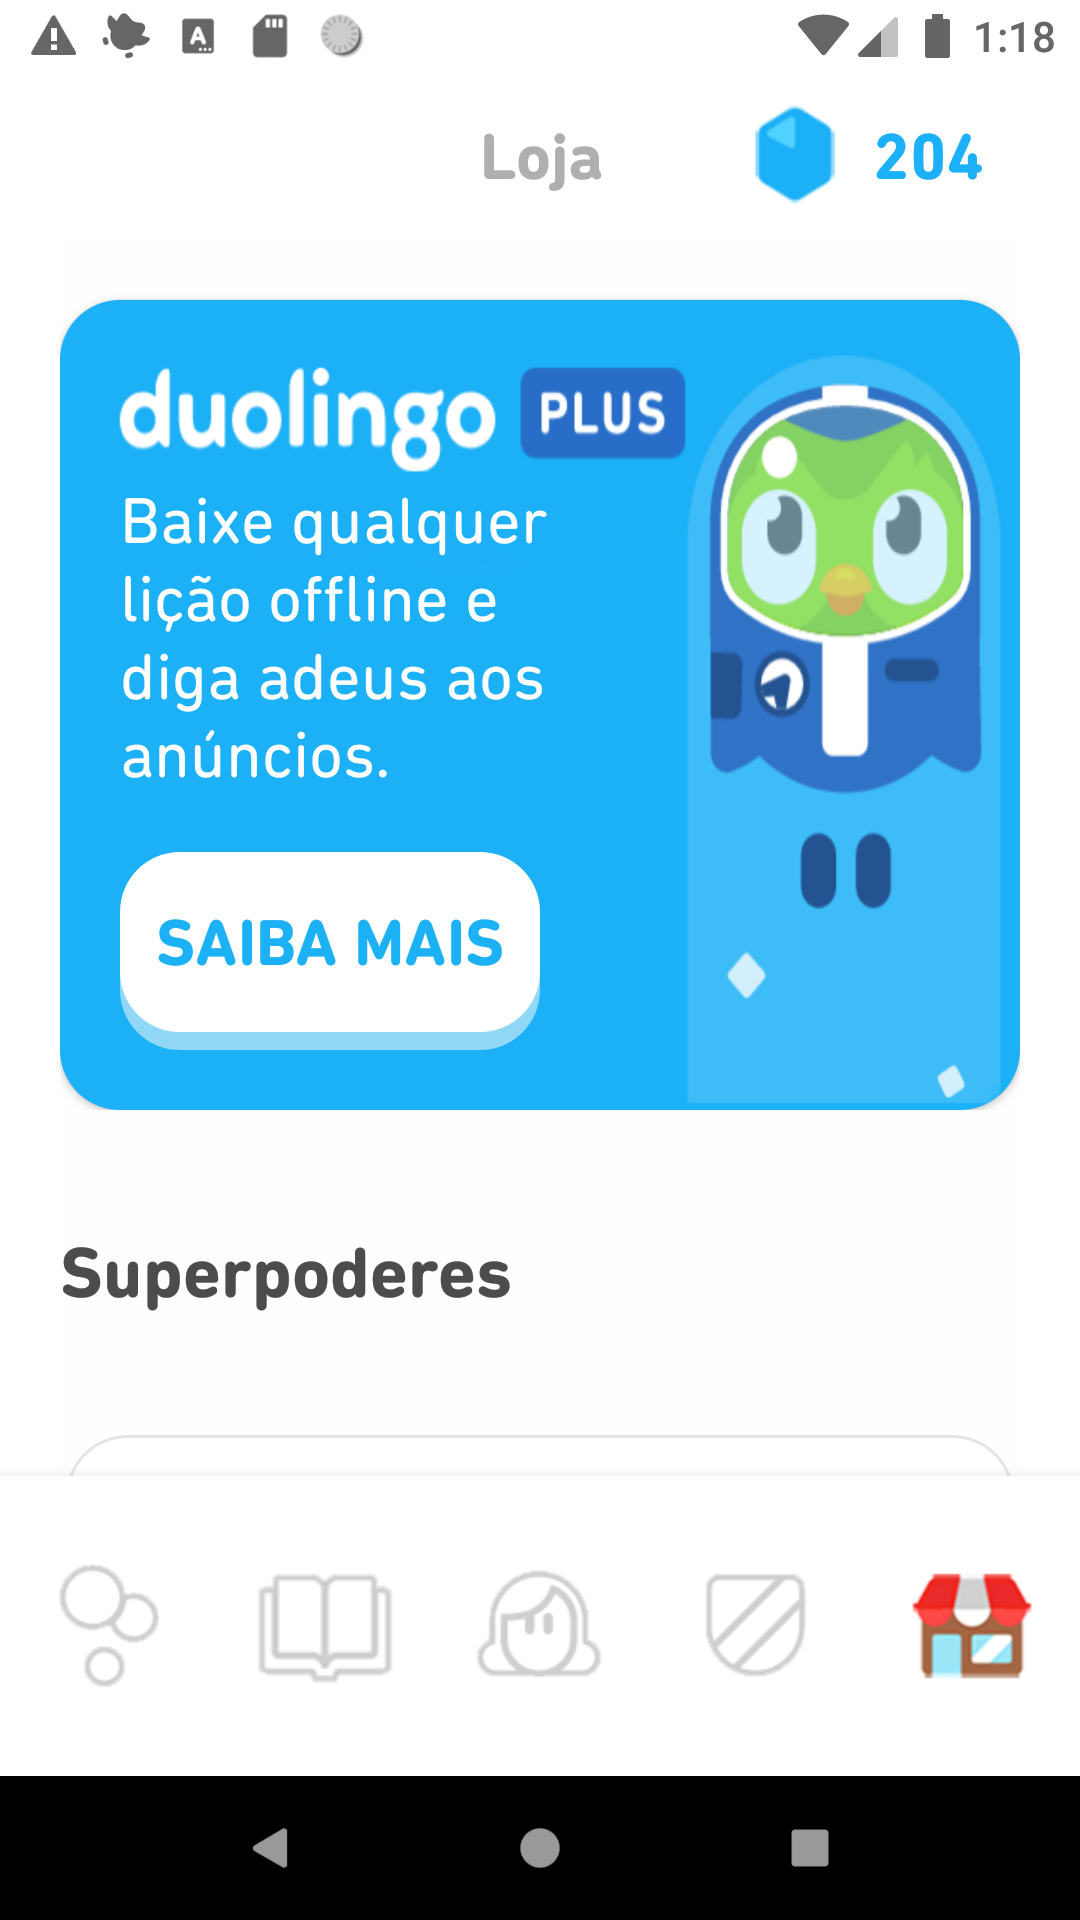 1:18
Loja
204
duolingo PLUS
Baixe qualquer
lição offline e
diga adeus aos
anúncios.
SAIBA MAIS
Superpoderes